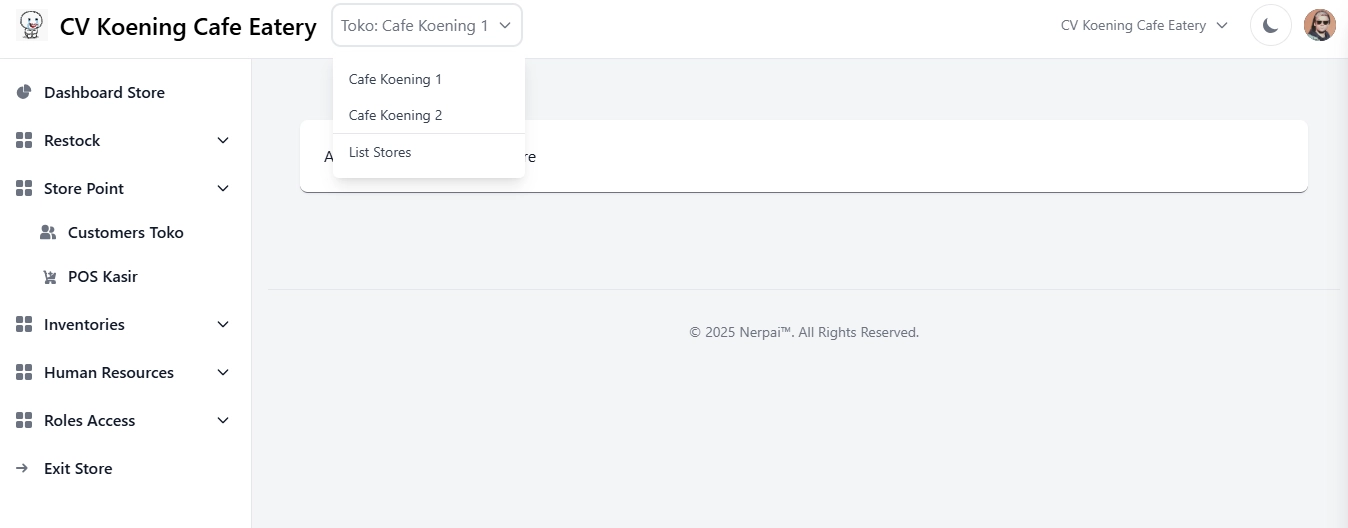 CV Koening Cafe Eatery
Toko: Cafe Koening 1
CV Koening Cafe Eatery
Cafe Koening 1
Cafe Koening 2
List Stores
Dashboard Store
Restock
Store Point
Customers Toko
POS Kasir
Inventories
Human Resources
Roles Access
Exit Store
© 2025 Nerpai™. All Rights Reserved.